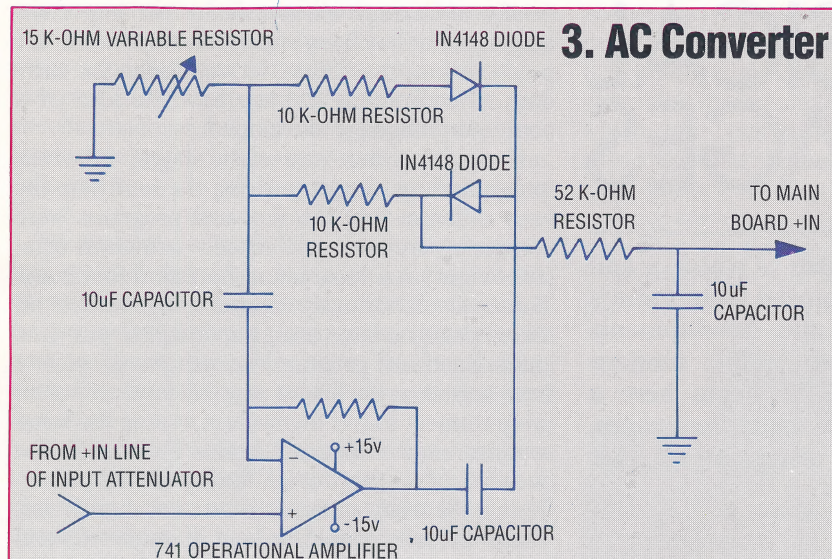 3. AC Converter
15 K-OHM VARIABLE RESISTOR
IN4148 DIODE
10 K-OHM RESISTOR
IN4148 DIODE
10 K-OHM
RESISTOR
52 K-OHM
RESISTOR
TO MAIN
BOARD +IN
10uF CAPACITOR
10uF
CAPACITOR
FROM +IN LINE
OF INPUT ATTENUATOR
+15v
−
+
-15v
10uF CAPACITOR
741 OPERATIONAL AMPLIFIER